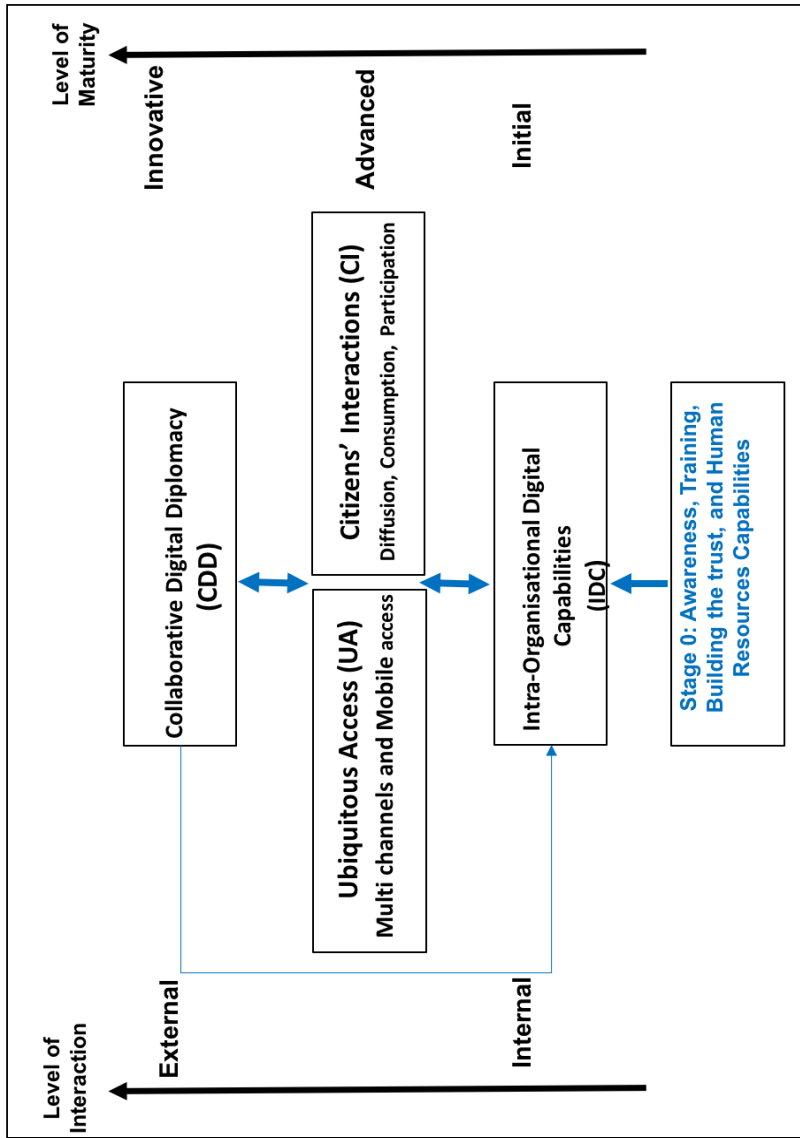 Level of
Interaction
External
Internal
Collaborative Digital Diplomacy
(CDD)
Ubiquitous Access (UA)
Multi channels and Mobile access
Citizens’ Interactions (CI)
Diffusion, Consumption, Participation
Intra-Organisational Digital
Capabilities
(IDC)
Stage 0: Awareness, Training,
Building the trust, and Human
Resources Capabilities
Level of
Maturity
Innovative
Advanced
Initial